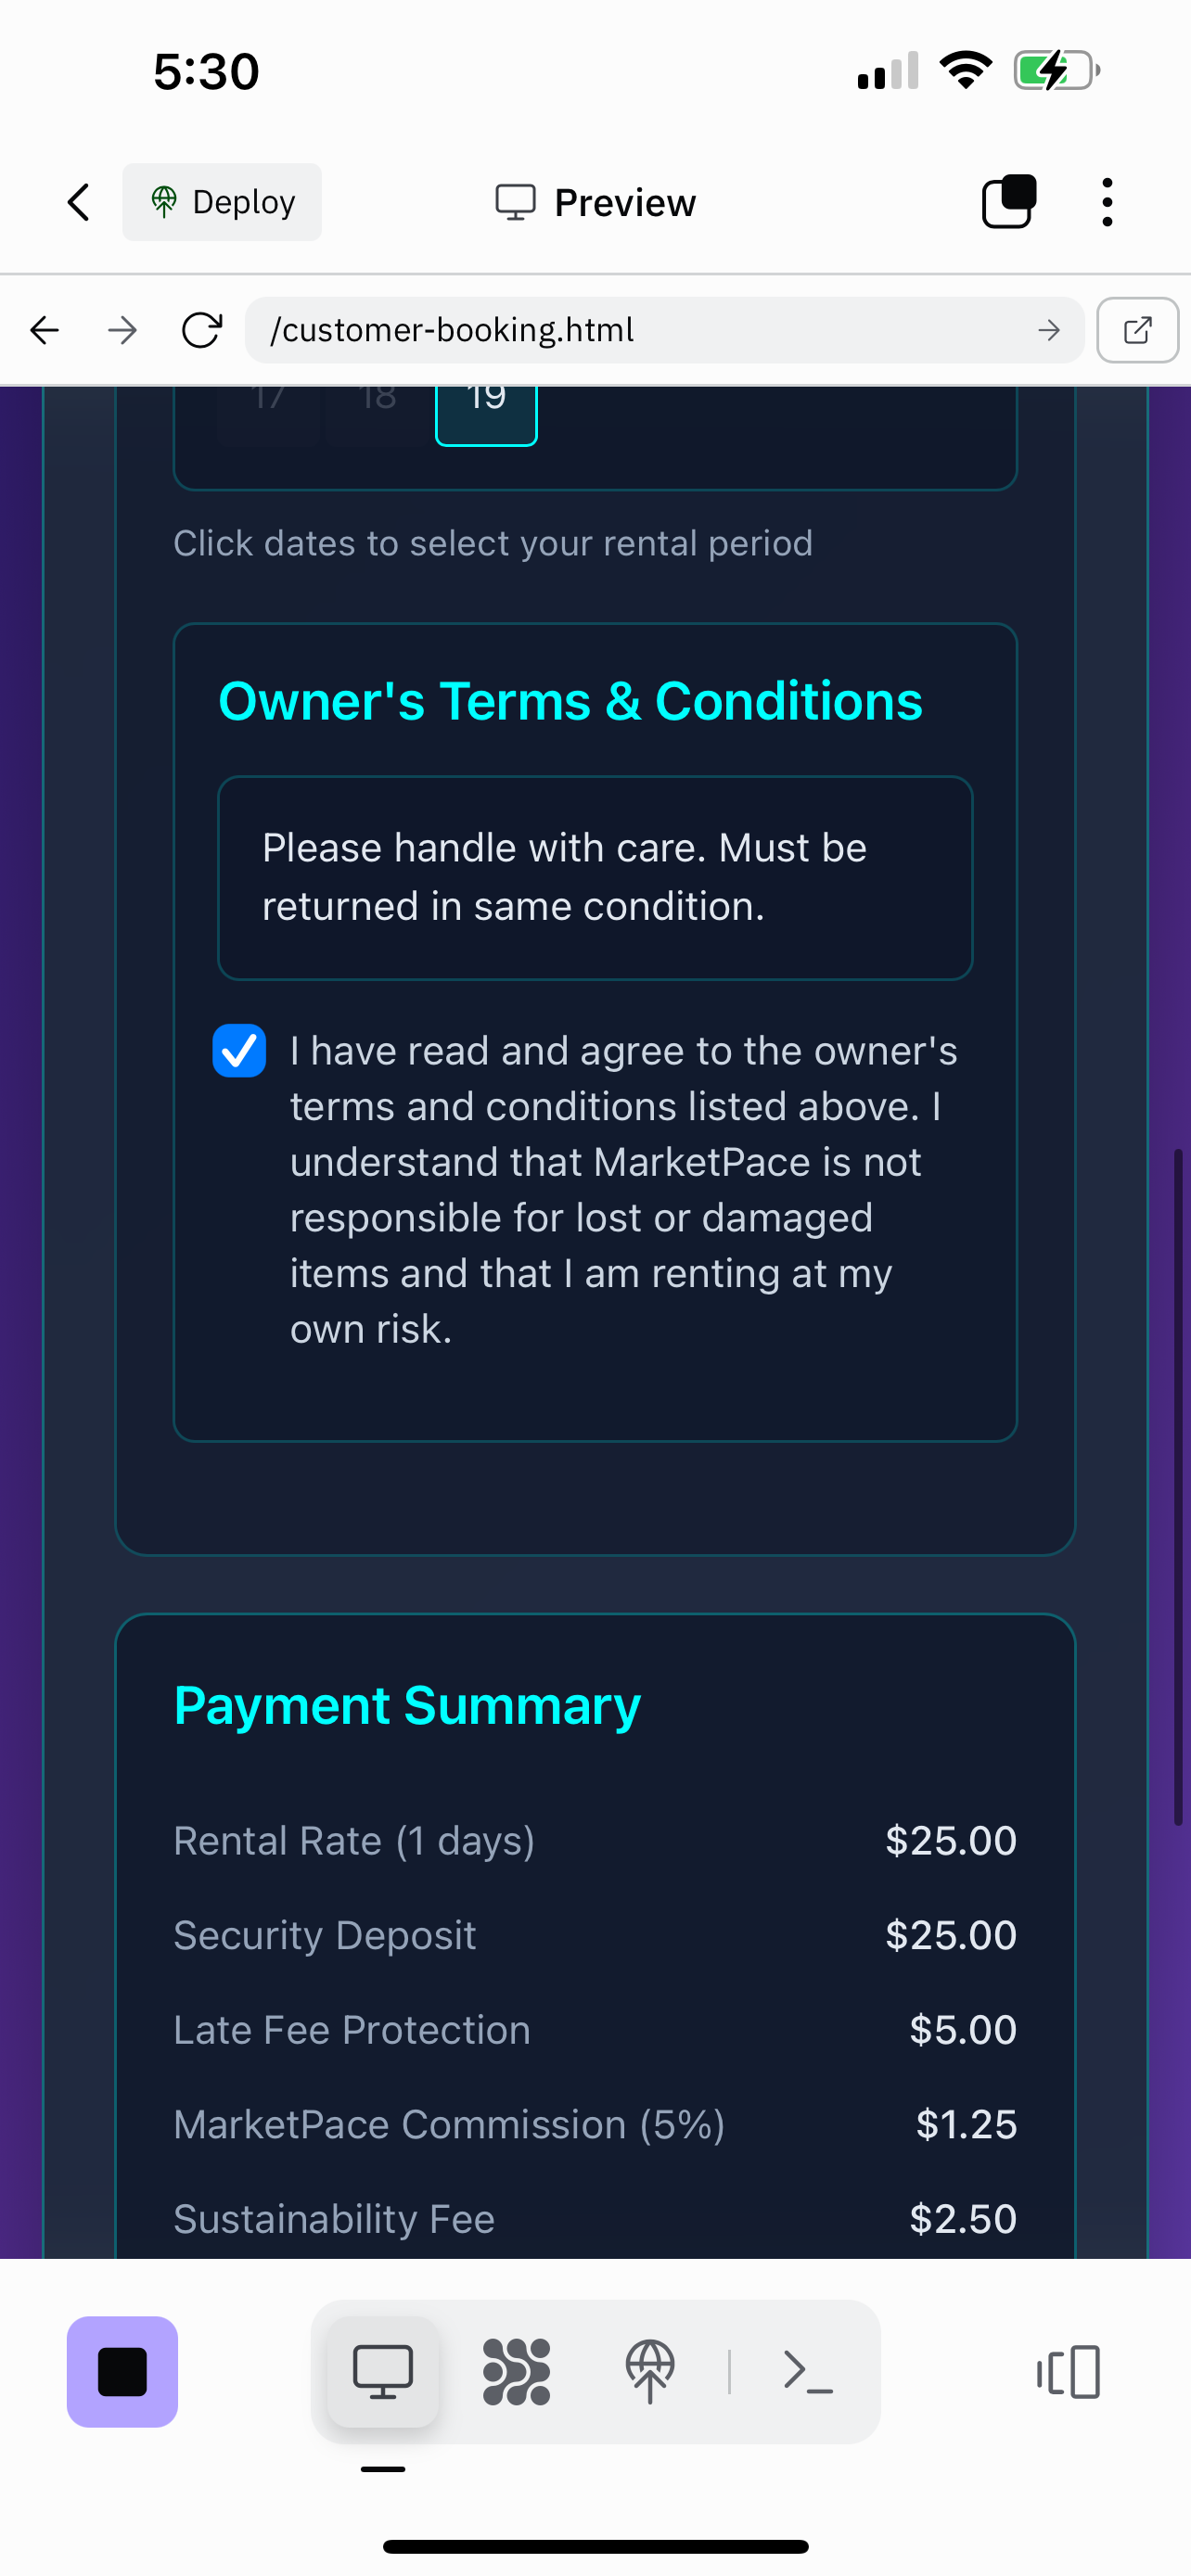 5:30
Deploy
Preview
/customer-booking.html
17 18 19
Click dates to select your rental period
Owner's Terms & Conditions
Please handle with care. Must be
returned in same condition.
I have read and agree to the owner's
terms and conditions listed above. I
understand that MarketPace is not
responsible for lost or damaged
items and that I am renting at my
own risk.
Payment Summary
Rental Rate (1 days) $25.00
Security Deposit $25.00
Late Fee Protection $5.00
MarketPace Commission (5%) $1.25
Sustainability Fee $2.50